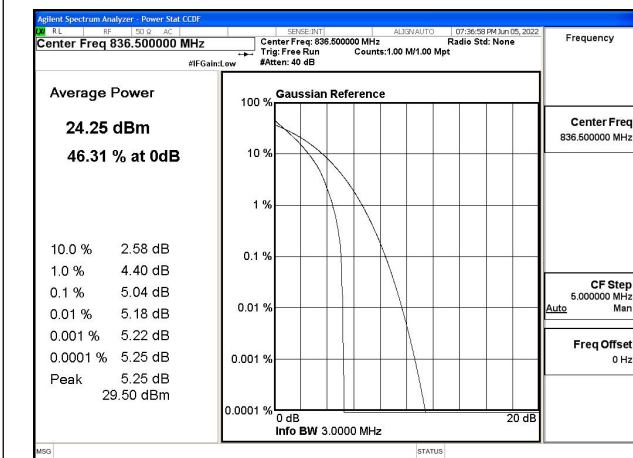 Agilent Spectrum Analyzer - Power Stat CCDF
RL RF 50 Ω AC SENSE:INT ALIGN AUTO 07:36:58 PM Jun 05, 2022
Center Freq 836.500000 MHz
Center Freq: 836.500000 MHz Radio Std: None
Trig: Free Run Counts:1.00 M/1.00 Mpt
#IFGain:Low #Atten: 40 dB
Frequency
Average Power
24.25 dBm
46.31 % at 0dB
10.0 % 2.58 dB
1.0 % 4.40 dB
0.1 % 5.04 dB
0.01 % 5.18 dB
0.001 % 5.22 dB
0.0001 % 5.25 dB
Peak 5.25 dB
29.50 dBm
Gaussian Reference
100 %
10 %
1 %
0.1 %
0.01 %
0.001 %
0.0001 %
0 dB 20 dB
Info BW 3.0000 MHz
Center Freq
836.500000 MHz
CF Step
5.000000 MHz
Auto Man
Freq Offset
0 Hz
MSG STATUS